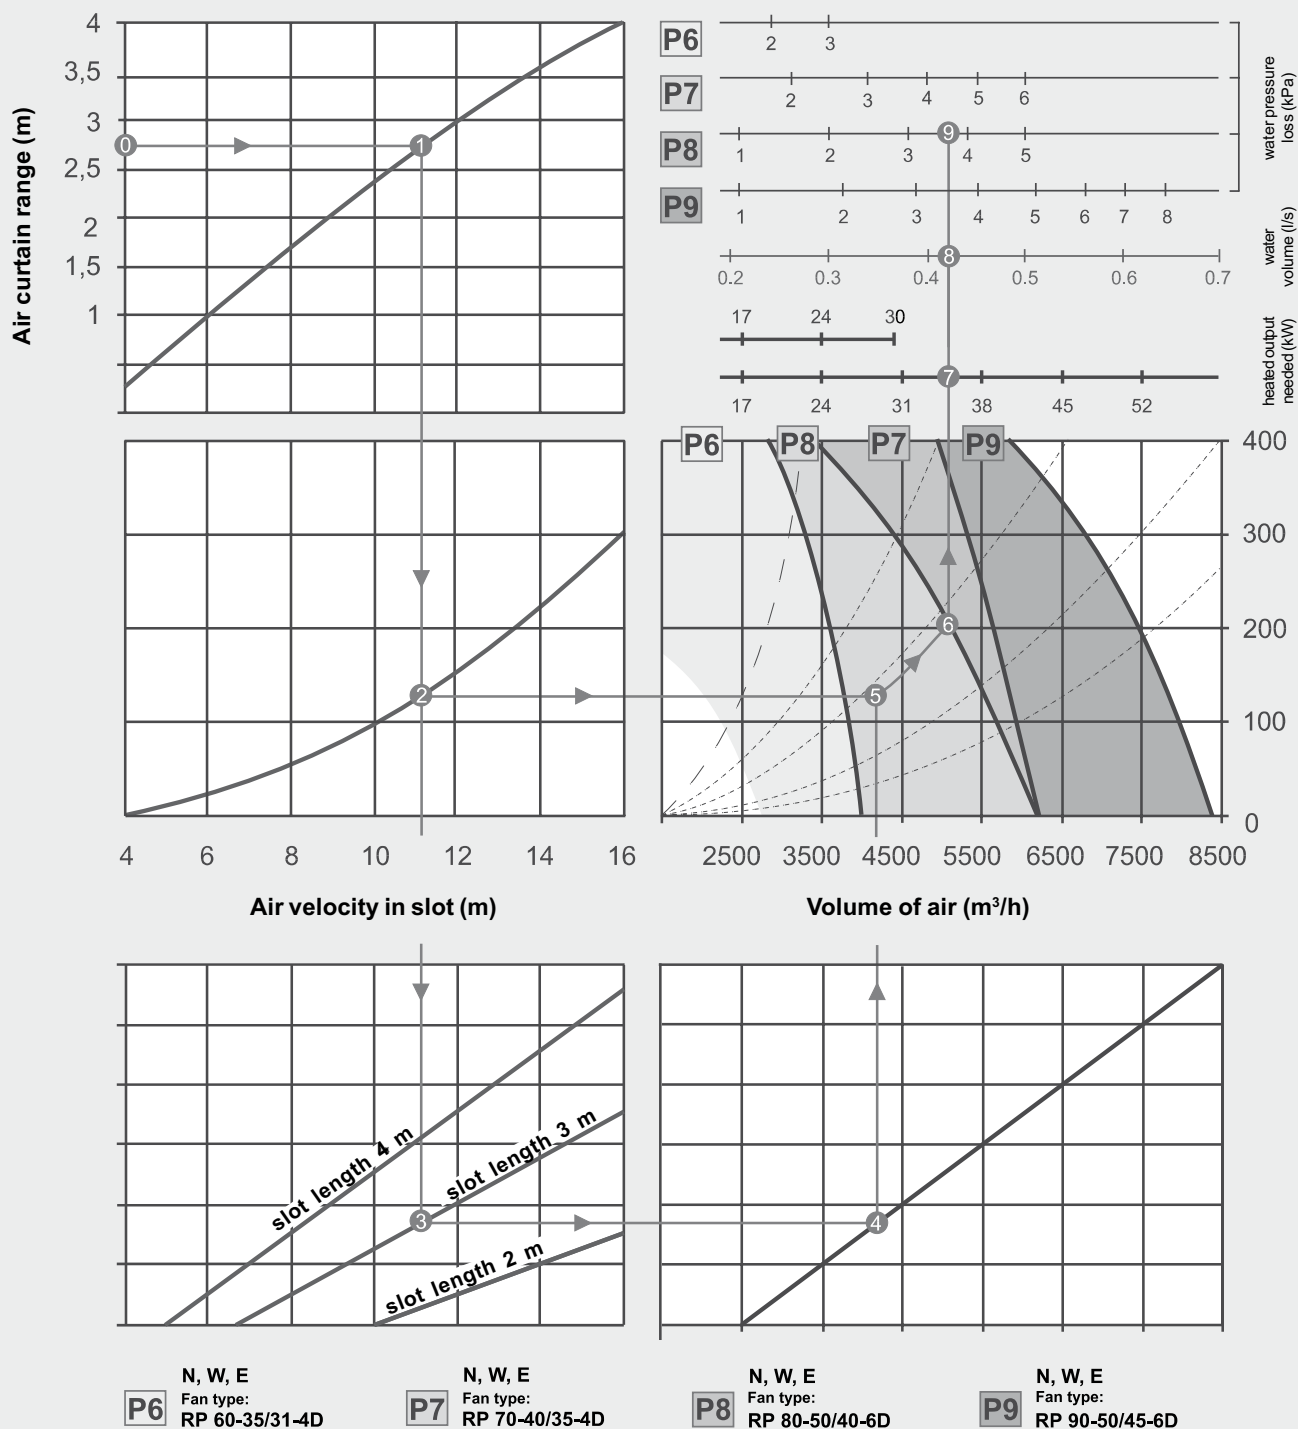 4
3,5
3
2,5
2
1,5
1
Air curtain range (m)
0
1
P6
2 3
P7
2 3 4 5 6
P8
9
1 2 3 4 5
P9
1 2 3 4 5 6 7 8
water pressure
loss (kPa)
8
0.2 0.3 0.4 0.5 0.6 0.7
water
volume (l/s)
17 24 30
7
17 24 31 38 45 52
heated output
needed (kW)
P6 P8 P7 P9
400
300
200
100
0
2
5
6
4 6 8 10 12 14 16
2500 3500 4500 5500 6500 7500 8500
Air velocity in slot (m)
Volume of air (m³/h)
slot length 4 m
slot length 3 m
slot length 2 m
3
4
P6
N, W, E
Fan type:
RP 60-35/31-4D
P7
N, W, E
Fan type:
RP 70-40/35-4D
P8
N, W, E
Fan type:
RP 80-50/40-6D
P9
N, W, E
Fan type:
RP 90-50/45-6D